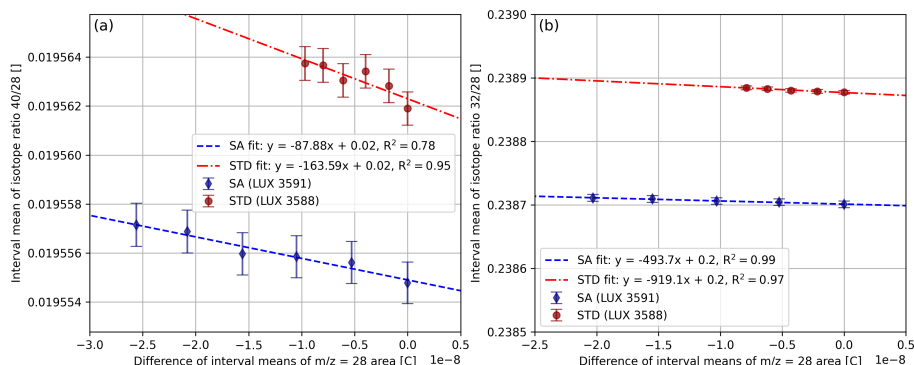 (a)
Interval mean of isotope ratio 40/28 []
0.019564
0.019562
0.019560
0.019558
0.019556
0.019554
SA fit: y = -87.88x + 0.02, R² = 0.78
STD fit: y = -163.59x + 0.02, R² = 0.95
SA (LUX 3591)
STD (LUX 3588)
−3.0 −2.5 −2.0 −1.5 −1.0 −0.5 0.0 0.5
Difference of interval means of m/z = 28 area [C] 1e−8
(b)
Interval mean of isotope ratio 32/28 []
0.2390
0.2389
0.2388
0.2387
0.2386
0.2385
SA fit: y = -493.7x + 0.2, R² = 0.99
STD fit: y = -919.1x + 0.2, R² = 0.97
SA (LUX 3591)
STD (LUX 3588)
−2.5 −2.0 −1.5 −1.0 −0.5 0.0 0.5
Difference of interval means of m/z = 28 area [C] 1e−8